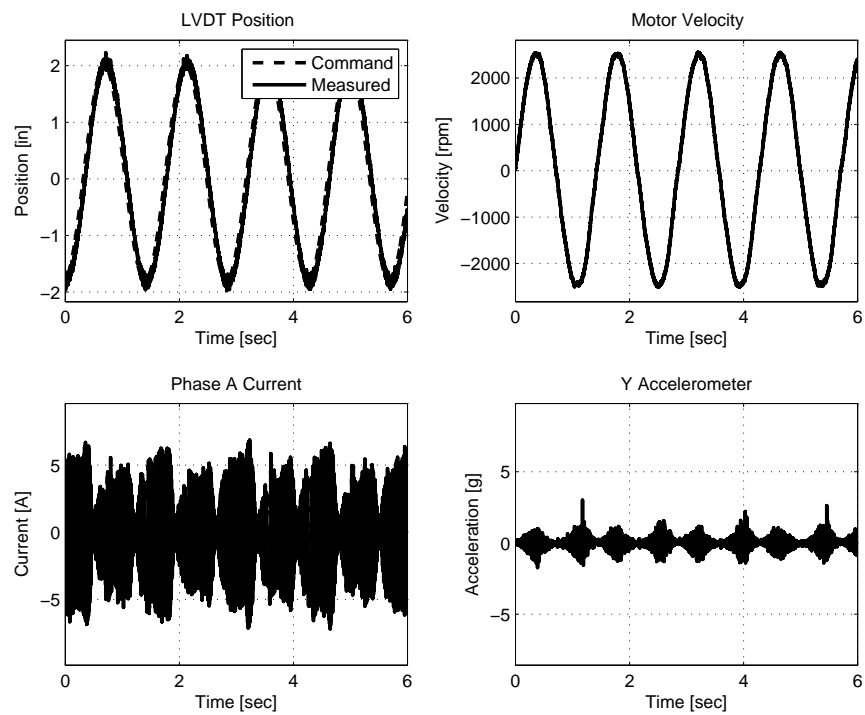 LVDT Position
2
1
0
−1
−2
Position [in]
Command
Measured
0 2 4 6
Time [sec]
Motor Velocity
2000
1000
0
−1000
−2000
Velocity [rpm]
0 2 4 6
Time [sec]
Phase A Current
5
0
−5
Current [A]
0 2 4 6
Time [sec]
Y Accelerometer
5
0
−5
Acceleration [g]
0 2 4 6
Time [sec]